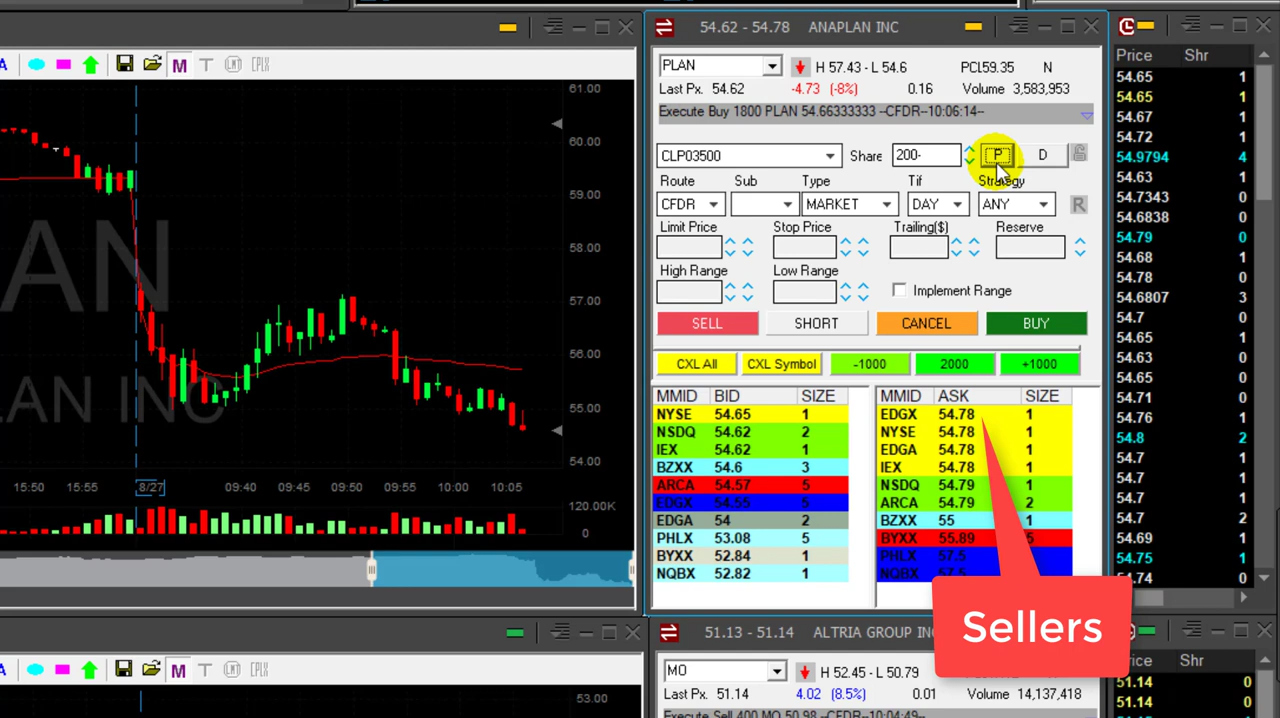 54.62 - 54.78 ANAPLAN INC
PLAN H 57.43 - L 54.6 PCL59.35 N
Last Px. 54.62 -4.73 (-8%) 0.16 Volume 3,583,953
Execute Buy 1800 PLAN 54.66333333 --CFDR--10:06:14--
CLP03500 Share 200- P D
Route Sub Type Tif Strategy
CFDR MARKET DAY ANY R
Limit Price Stop Price Trailing($) Reserve
High Range Low Range
Implement Range
SELL SHORT CANCEL BUY
CXL All CXL Symbol -1000 2000 +1000
MMID BID SIZE MMID ASK SIZE
NYSE 54.65 1 EDGX 54.78 1
NSDQ 54.62 2 NYSE 54.78 1
IEX 54.62 1 EDGA 54.78 1
BZXX 54.6 3 IEX 54.78 1
ARCA 54.57 5 NSDQ 54.79 1
EDGX 54.55 5 ARCA 54.79 2
EDGA 54 2 BZXX 55 1
PHLX 53.08 5 BYXX 55.89 5
BYXX 52.84 1 PHLX 57.5
NQBX 52.82 1 NQBX 57.5
Sellers
A M T
61.00
60.00
59.00
58.00
57.00
56.00
55.00
54.00
PLAN
PLAN INC
15:50 15:55 8/27 09:40 09:45 09:50 09:55 10:00 10:05
120.00K
0
Price Shr
54.65 1
54.65 1
54.67 1
54.72 1
54.9794 4
54.63 1
54.7343 1
54.6838 1
54.79 0
54.68 1
54.78 0
54.6807 3
54.7 1
54.65 1
54.63 0
54.65 0
54.71 0
54.76 1
54.8 2
54.7 1
54.7 1
54.7 1
54.7 2
54.69 1
54.75 1
54.74 0
A M T
53.00
51.13 - 51.14 ALTRIA GROUP INC
MO H 52.45 - L 50.79
Last Px. 51.14 4.02 (8.5%) 0.01 Volume 14,137,418
Execute Sell 400 MO 50.98 --CFDR--10:04:49--
Price Shr
51.14 0
51.14 0